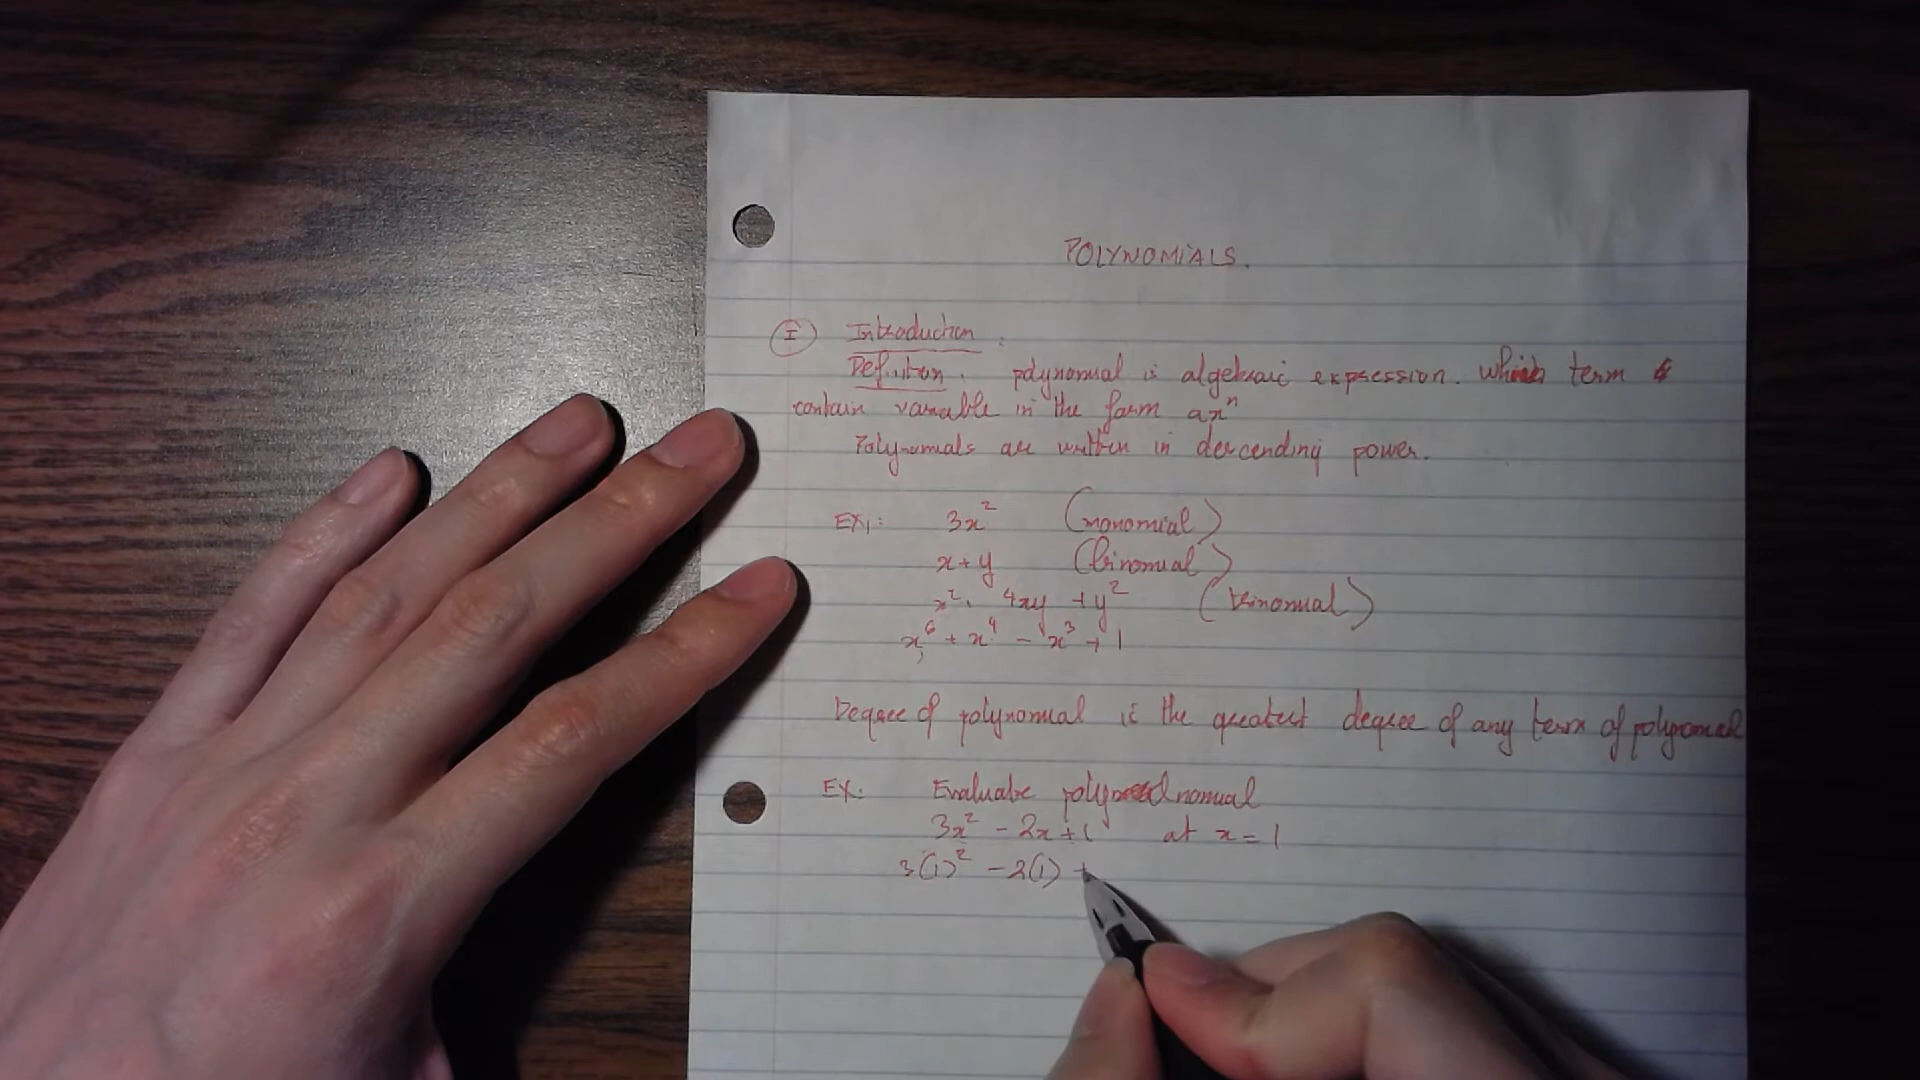 POLYNOMIALS.
I Introduction :
Definition. polynomial is algebraic expression. which term
contain variable in the form axⁿ
Polynomials are written in descending power.
EX₁: 3x² (monomial)
x + y (binomial)
x² 4xy + y² (trinomial)
x⁶ + x⁴ - x³ + 1
Degree of polynomial is the greatest degree of any term of polynomial
EX: Evaluate polynomial
3x² - 2x + 1 at x = 1
3(1)² - 2(1) +